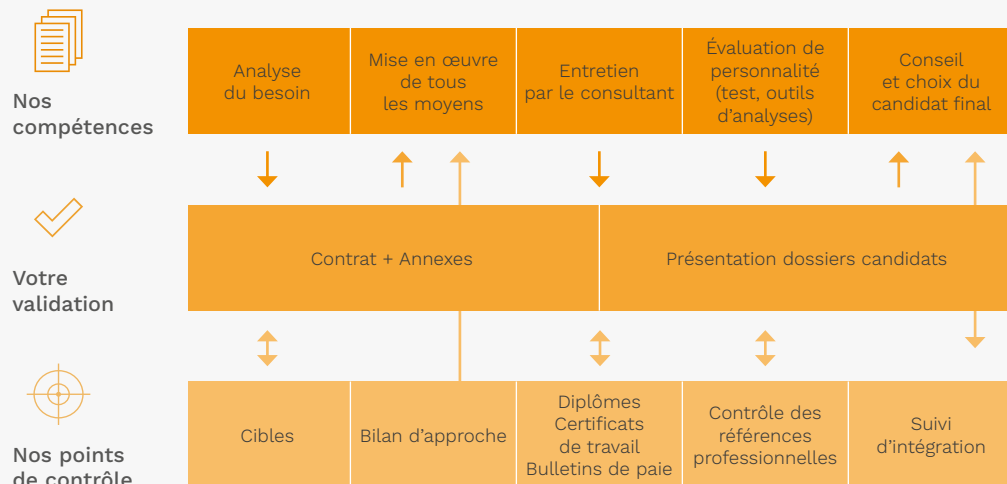 Nos
compétences
Analyse
du besoin
Mise en œuvre
de tous
les moyens
Entretien
par le consultant
Évaluation de
personnalité
(test, outils
d'analyses)
Conseil
et choix du
candidat final
Votre
validation
Contrat + Annexes
Présentation dossiers candidats
Nos points
de contrôle
Cibles
Bilan d'approche
Diplômes
Certificats
de travail
Bulletins de paie
Contrôle des
références
professionnelles
Suivi
d'intégration